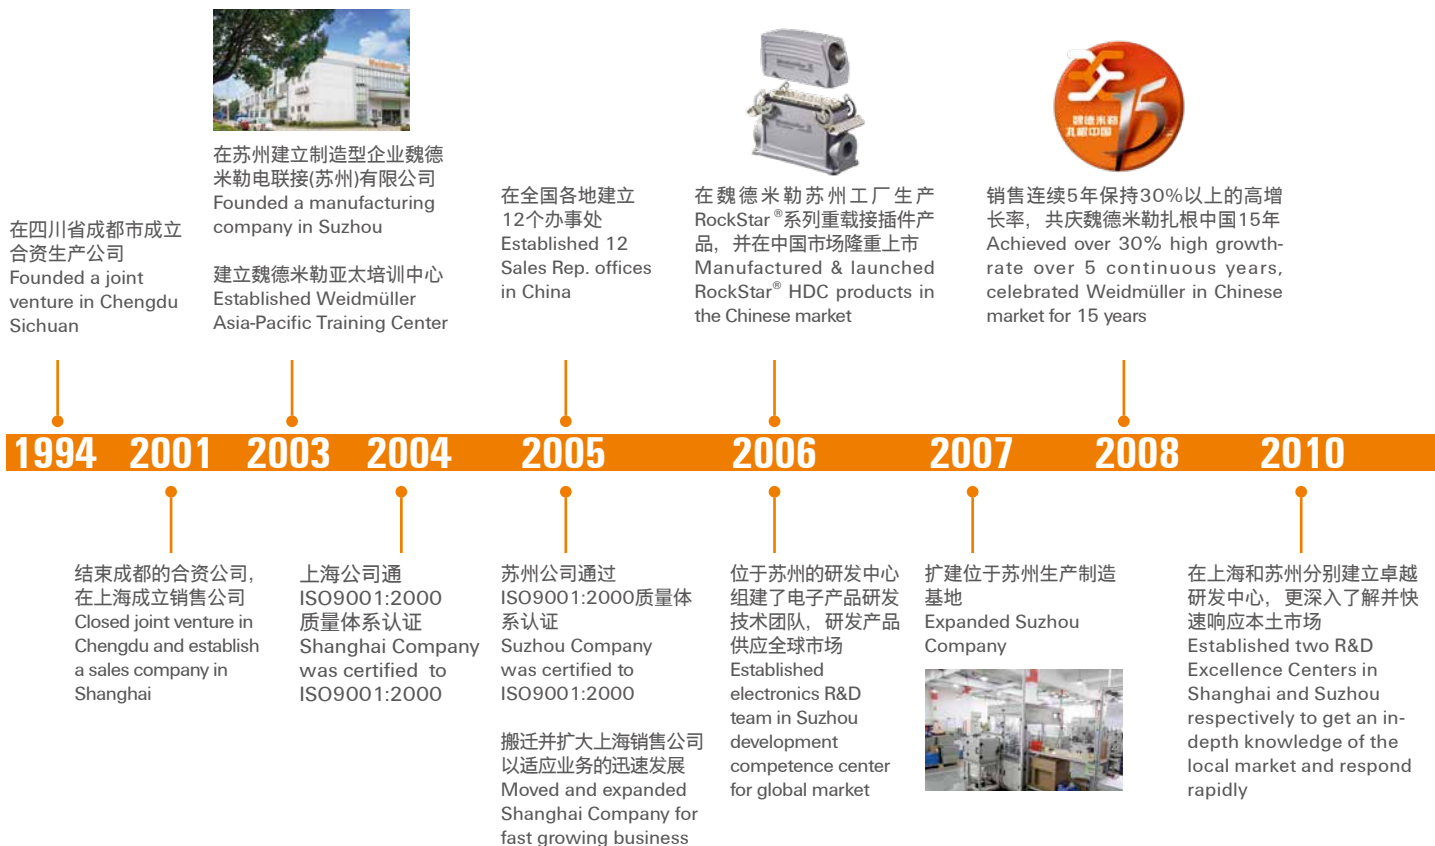 在四川省成都市成立
合资生产公司
Founded a joint
venture in Chengdu
Sichuan
Weidmüller
在苏州建立制造型企业魏德
米勒电联接(苏州)有限公司
Founded a manufacturing
company in Suzhou
建立魏德米勒亚太培训中心
Established Weidmüller
Asia-Pacific Training Center
在全国各地建立
12个办事处
Established 12
Sales Rep. offices
in China
在魏德米勒苏州工厂生产
RockStar®系列重载接插件产
品，并在中国市场隆重上市
Manufactured & launched
RockStar® HDC products in
the Chinese market
15
魏德米勒
扎根中国
销售连续5年保持30%以上的高增
长率，共庆魏德米勒扎根中国15年
Achieved over 30% high growth-
rate over 5 continuous years,
celebrated Weidmüller in Chinese
market for 15 years
1994 2001 2003 2004 2005 2006 2007 2008 2010
结束成都的合资公司，
在上海成立销售公司
Closed joint venture in
Chengdu and establish
a sales company in
Shanghai
上海公司通
ISO9001:2000
质量体系认证
Shanghai Company
was certified to
ISO9001:2000
苏州公司通过
ISO9001:2000质量体
系认证
Suzhou Company
was certified to
ISO9001:2000
搬迁并扩大上海销售公司
以适应业务的迅速发展
Moved and expanded
Shanghai Company for
fast growing business
位于苏州的研发中心
组建了电子产品研发
技术团队，研发产品
供应全球市场
Established
electronics R&D
team in Suzhou
development
competence center
for global market
扩建位于苏州生产制造
基地
Expanded Suzhou
Company
在上海和苏州分别建立卓越
研发中心，更深入了解并快
速响应本土市场
Established two R&D
Excellence Centers in
Shanghai and Suzhou
respectively to get an in-
depth knowledge of the
local market and respond
rapidly